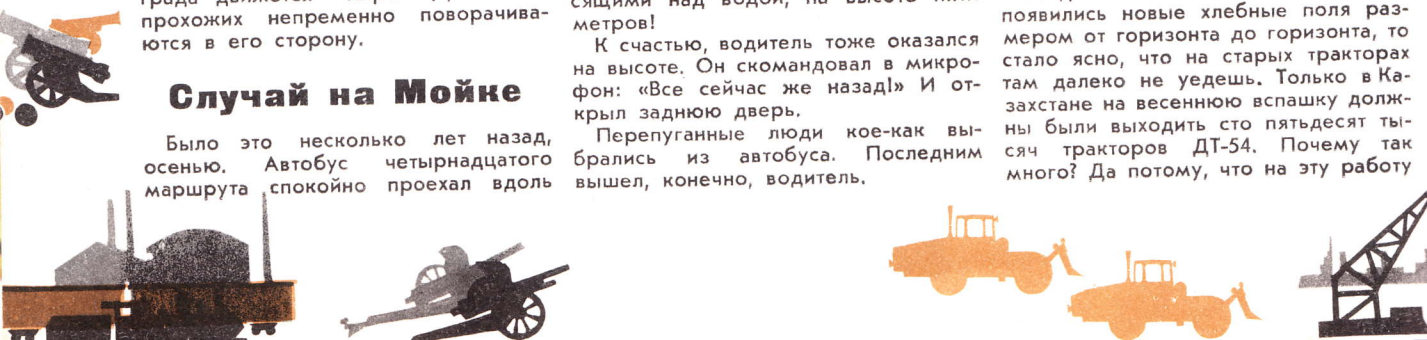 прохожих непременно поворачива-
ются в его сторону.
Случай на Мойке
Было это несколько лет назад,
осенью. Автобус четырнадцатого
маршрута спокойно проехал вдоль
сящими над водой, на высоте
метров!
К счастью, водитель тоже оказался
на высоте. Он скомандовал в микро-
фон: «Все сейчас же назад!» И от-
крыл заднюю дверь.
Перепуганные люди кое-как вы-
брались из автобуса. Последним
вышел, конечно, водитель.
появились новые хлебные поля раз-
мером от горизонта до горизонта, то
стало ясно, что на старых тракторах
там далеко не уедешь. Только в Ка-
захстане на весеннюю вспашку долж-
ны были выходить сто пятьдесят ты-
сяч тракторов ДТ-54. Почему так
много? Да потому, что на эту работу